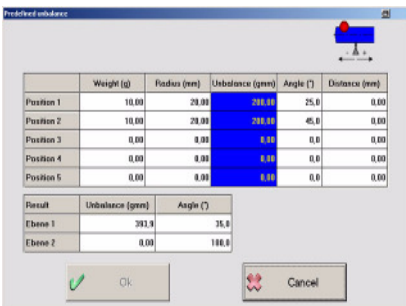 Predefined unbalance
- Δ +
Weight (g) Radius (mm) Unbalance (gmm) Angle (°) Distance (mm)
Position 1 10,00 20,00 200,00 25,0 0,00
Position 2 10,00 20,00 200,00 45,0 0,00
Position 3 0,00 0,00 0,00 0,0 0,00
Position 4 0,00 0,00 0,00 0,0 0,00
Position 5 0,00 0,00 0,00 0,0 0,00
Result Unbalance (gmm) Angle (°)
Ebene 1 393,9 35,0
Ebene 2 0,00 180,0
Ok Cancel